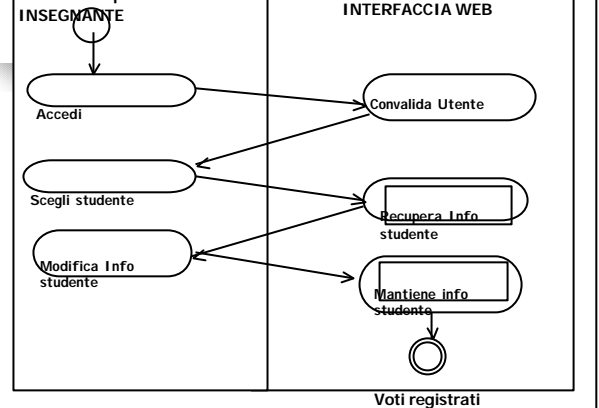 INSEGNANTE
INTERFACCIA WEB
Accedi
Convalida Utente
Scegli studente
Recupera Info
studente
Modifica Info
studente
Mantiene info
studente
Voti registrati